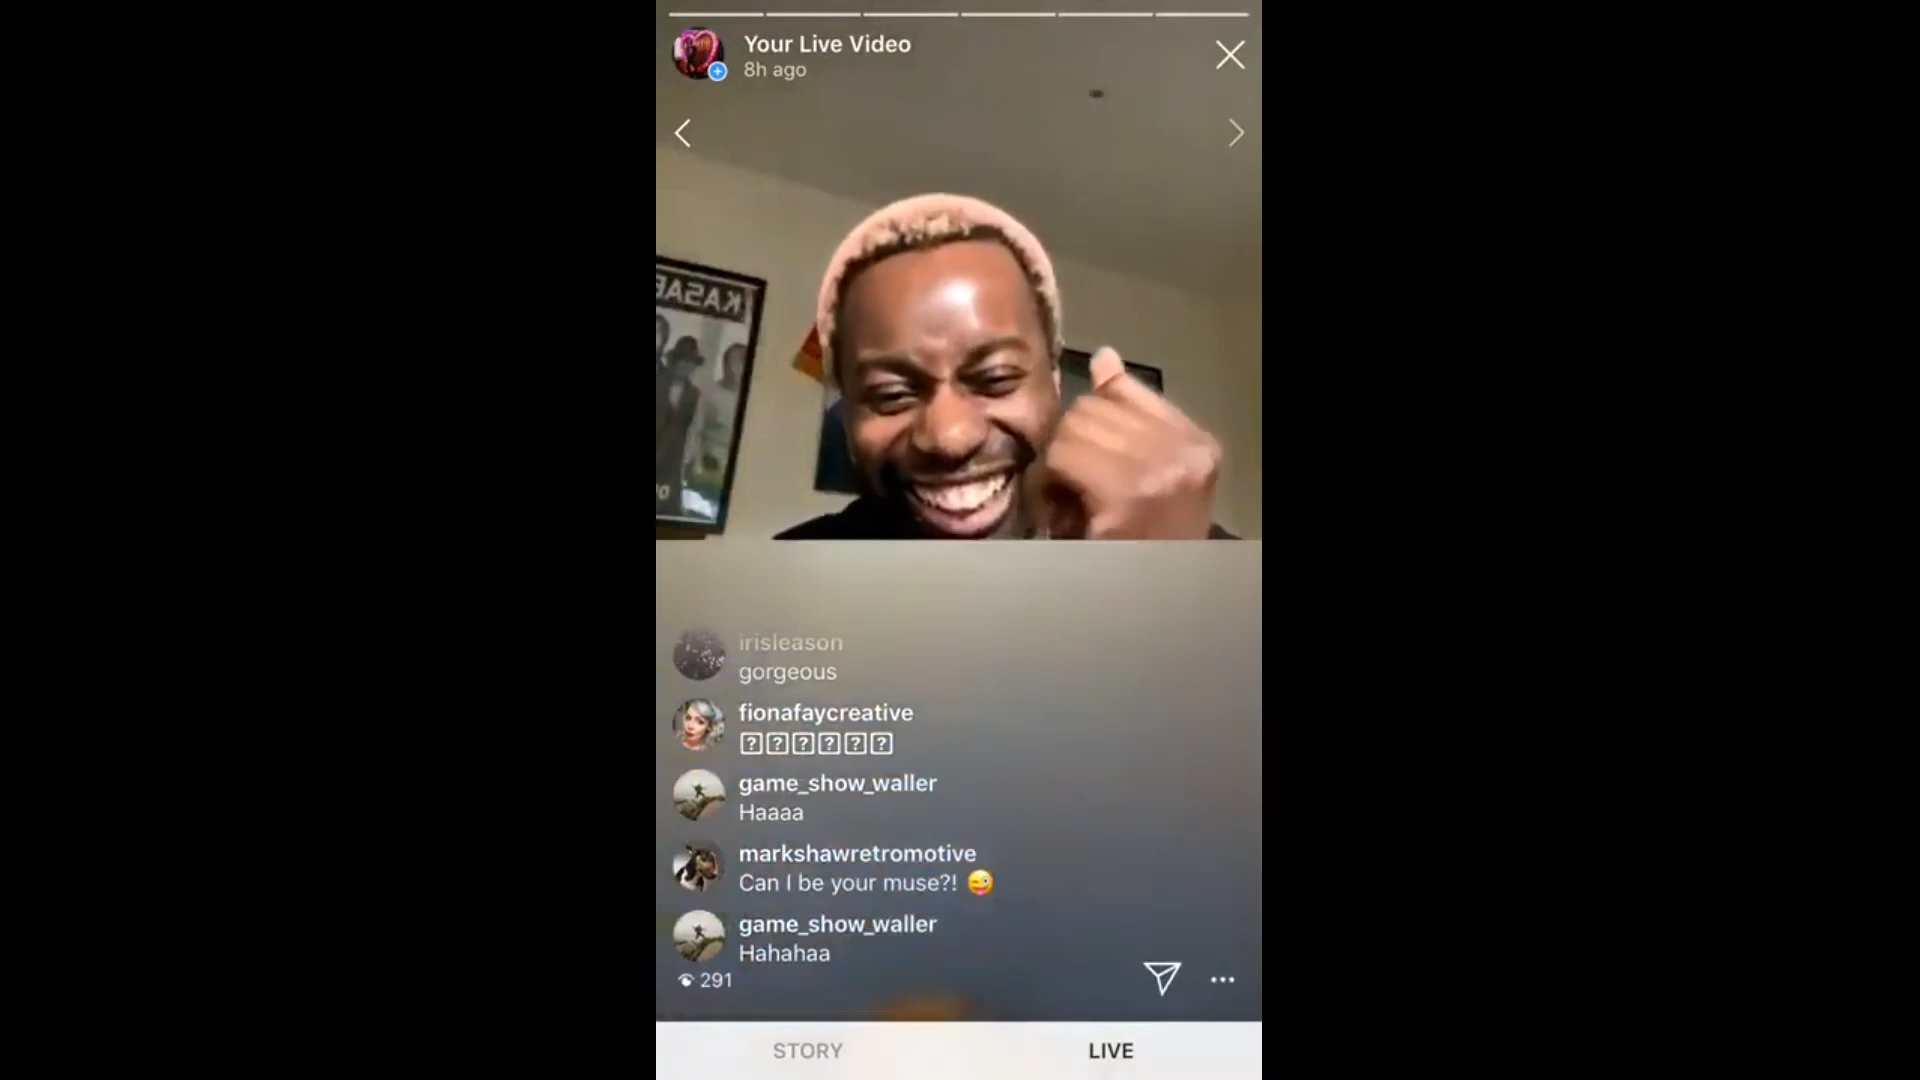 Your Live Video
8h ago
KASAB
irisleason
gorgeous
fionafaycreative
game_show_waller
Haaaa
markshawretromotive
Can I be your muse?! 😜
game_show_waller
Hahahaa
291
STORY
LIVE